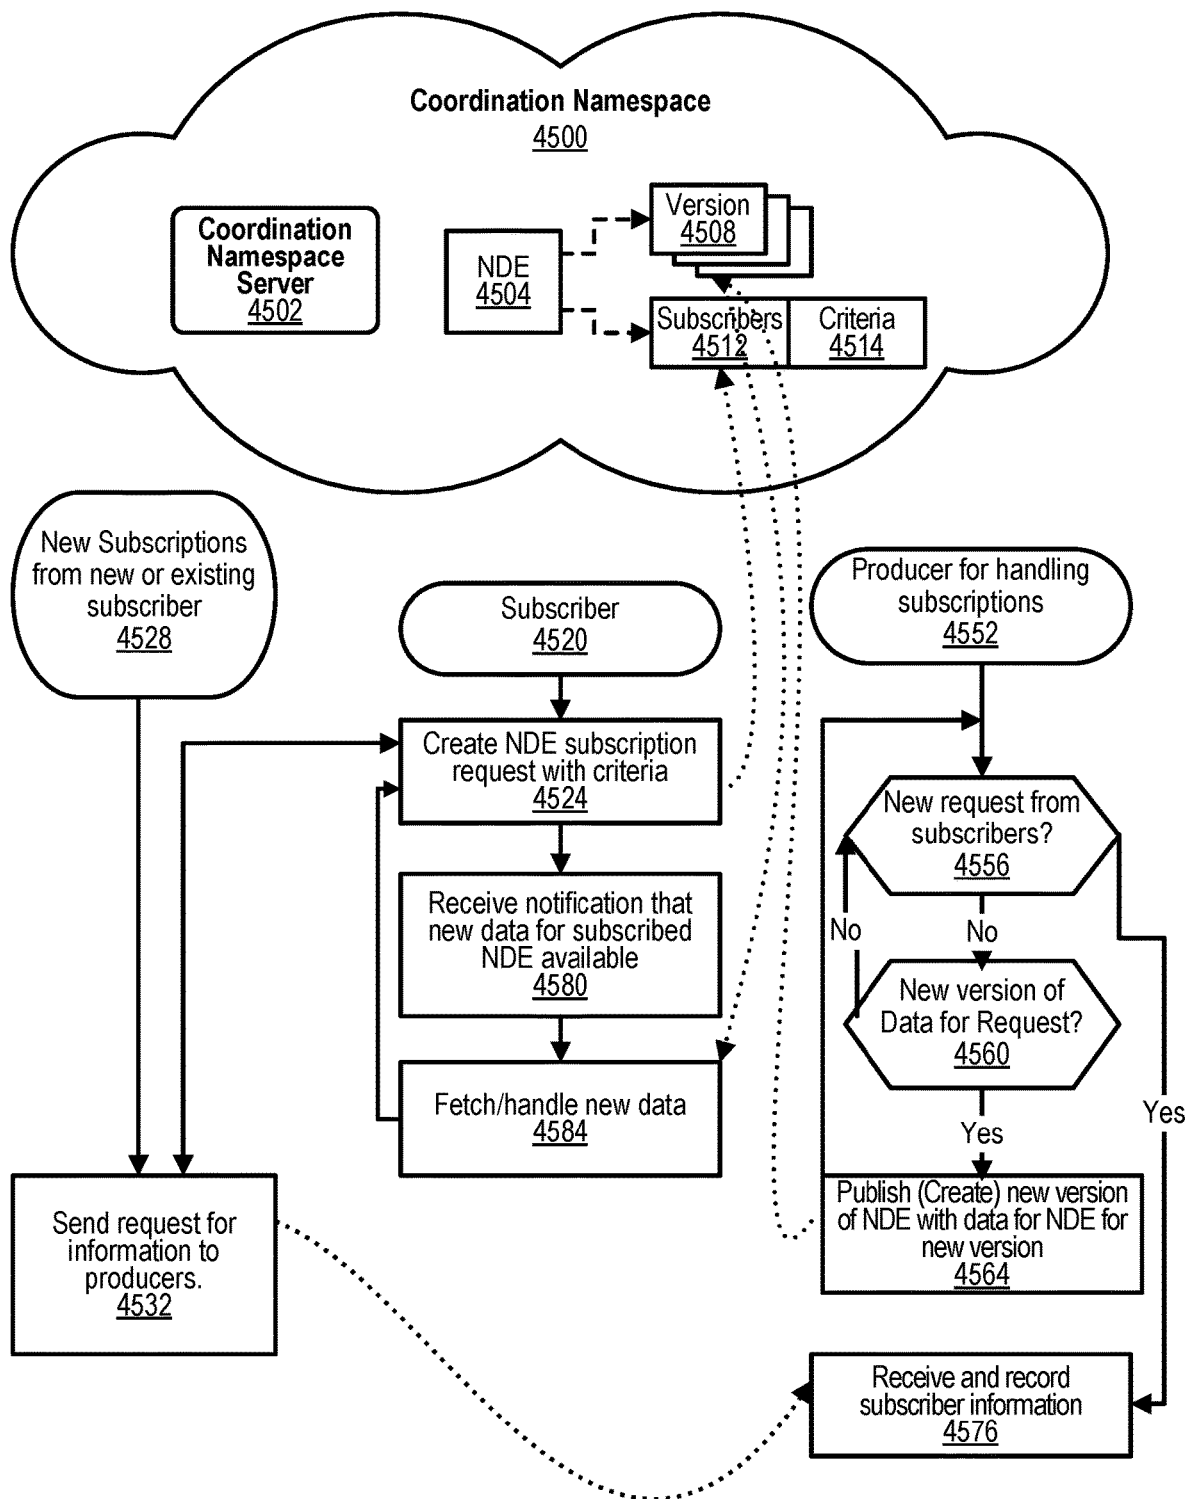 Coordination Namespace
4500
Coordination
Namespace
Server
4502
NDE
4504
Version
4508
Subscribers
4512
Criteria
4514
New Subscriptions
from new or existing
subscriber
4528
Subscriber
4520
Producer for handling
subscriptions
4552
Create NDE subscription
request with criteria
4524
New request from
subscribers?
4556
Receive notification that
new data for subscribed
NDE available
4580
No
No
New version of
Data for Request?
4560
Fetch/handle new data
4584
Yes
Yes
Send request for
information to
producers.
4532
Publish (Create) new version
of NDE with data for NDE for
new version
4564
Receive and record
subscriber information
4576